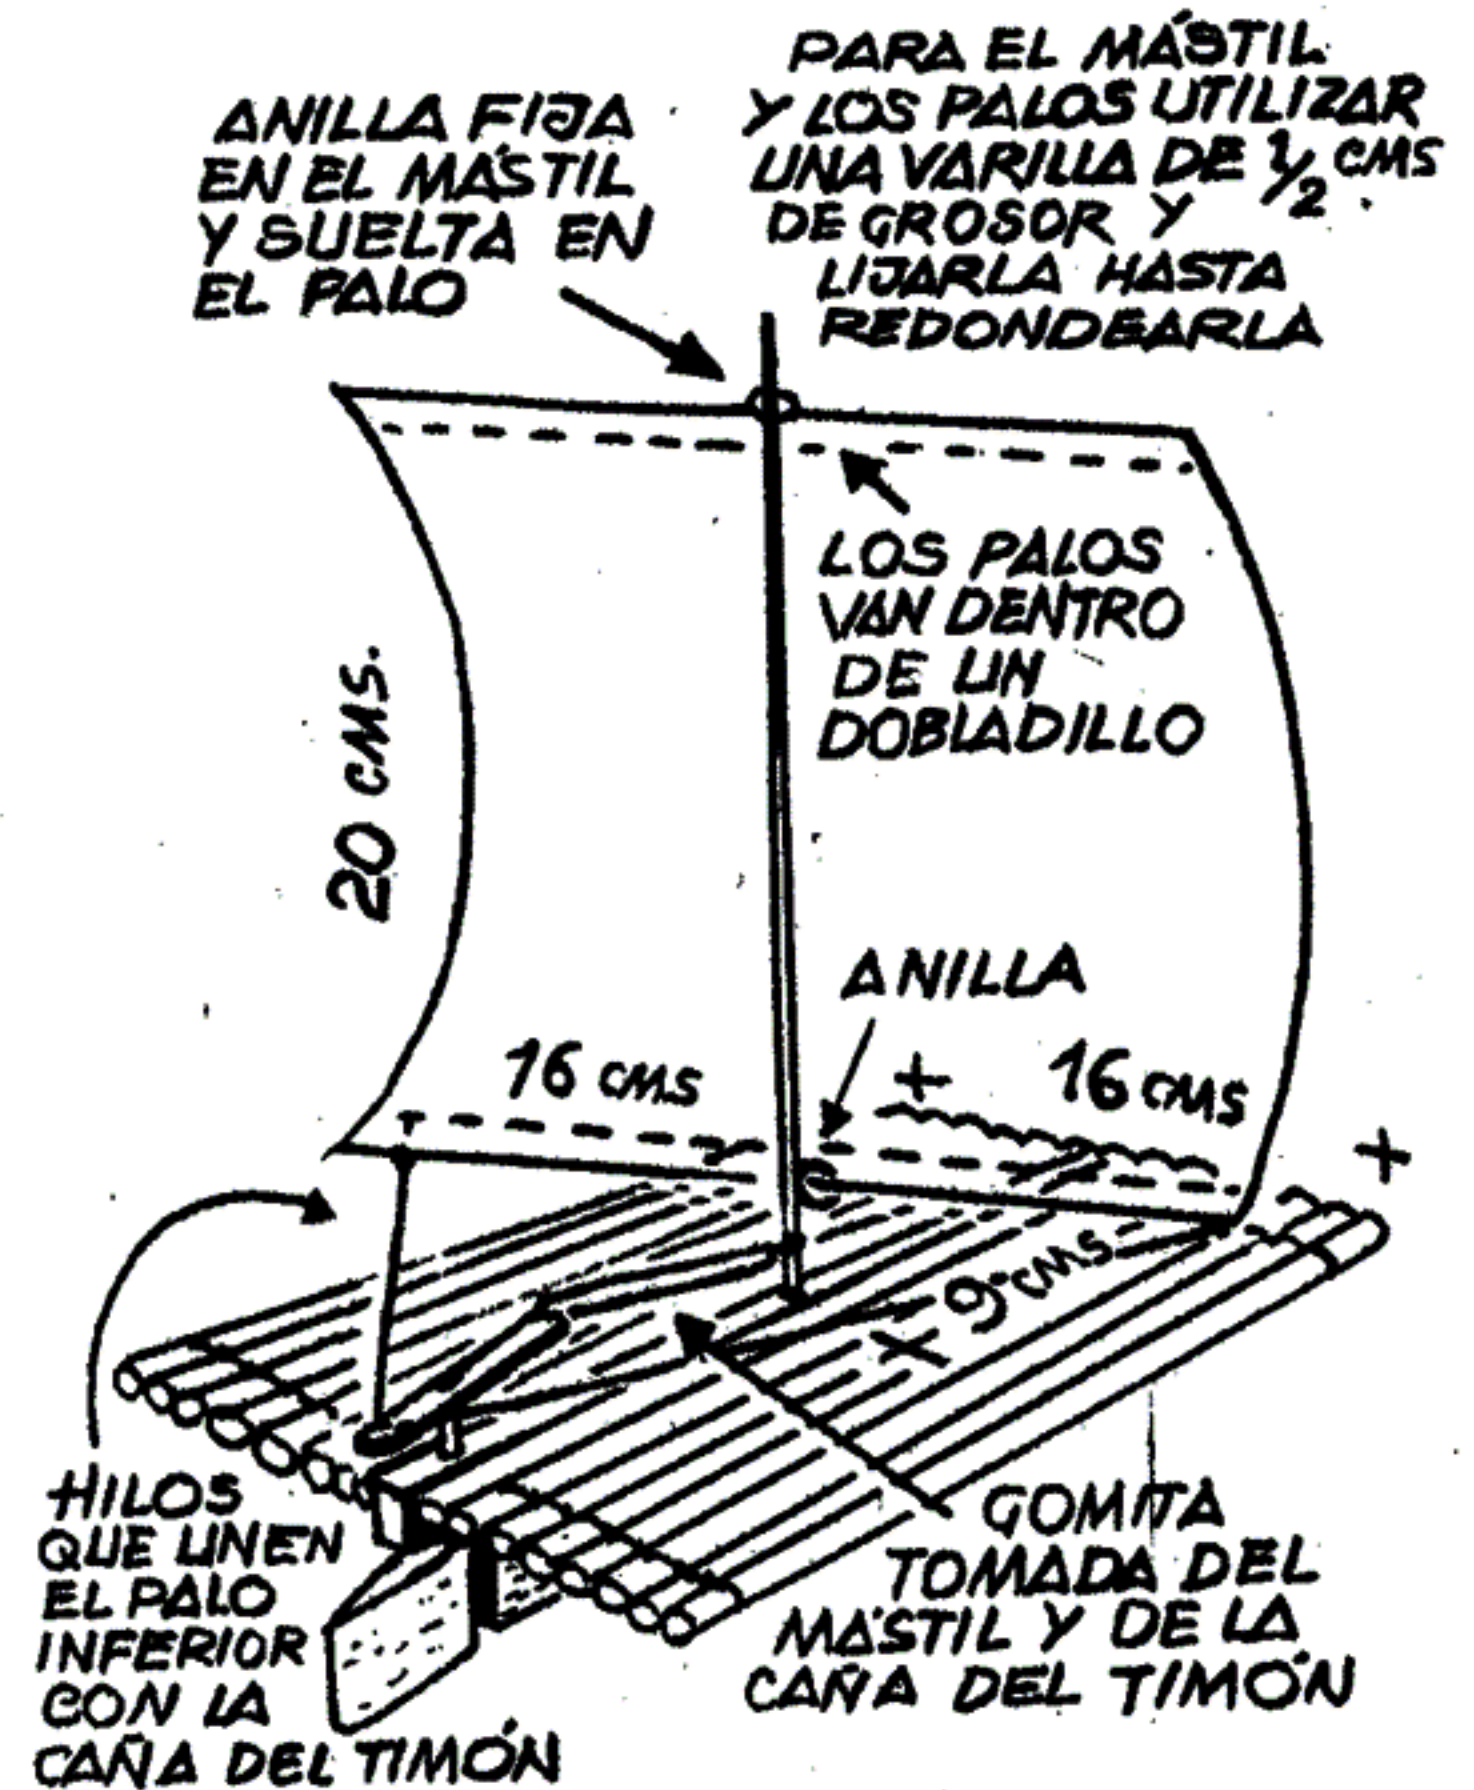 ANILLA FIJA
EN EL MÁSTIL
Y SUELTA EN
EL PALO
PARA EL MÁSTIL
Y LOS PALOS UTILIZAR
UNA VARILLA DE 1/2 CMS
DE GROSOR Y
LIJARLA HASTA
REDONDEARLA
LOS PALOS
VAN DENTRO
DE UN
DOBLADILLO
20 CMS.
ANILLA
16 CMS
+ 16 CMS
+
+ 9 CMS
HILOS
QUE UNEN
EL PALO
INFERIOR
CON LA
CAÑA DEL TIMÓN
GOMITA
TOMADA DEL
MÁSTIL Y DE LA
CAÑA DEL TIMÓN